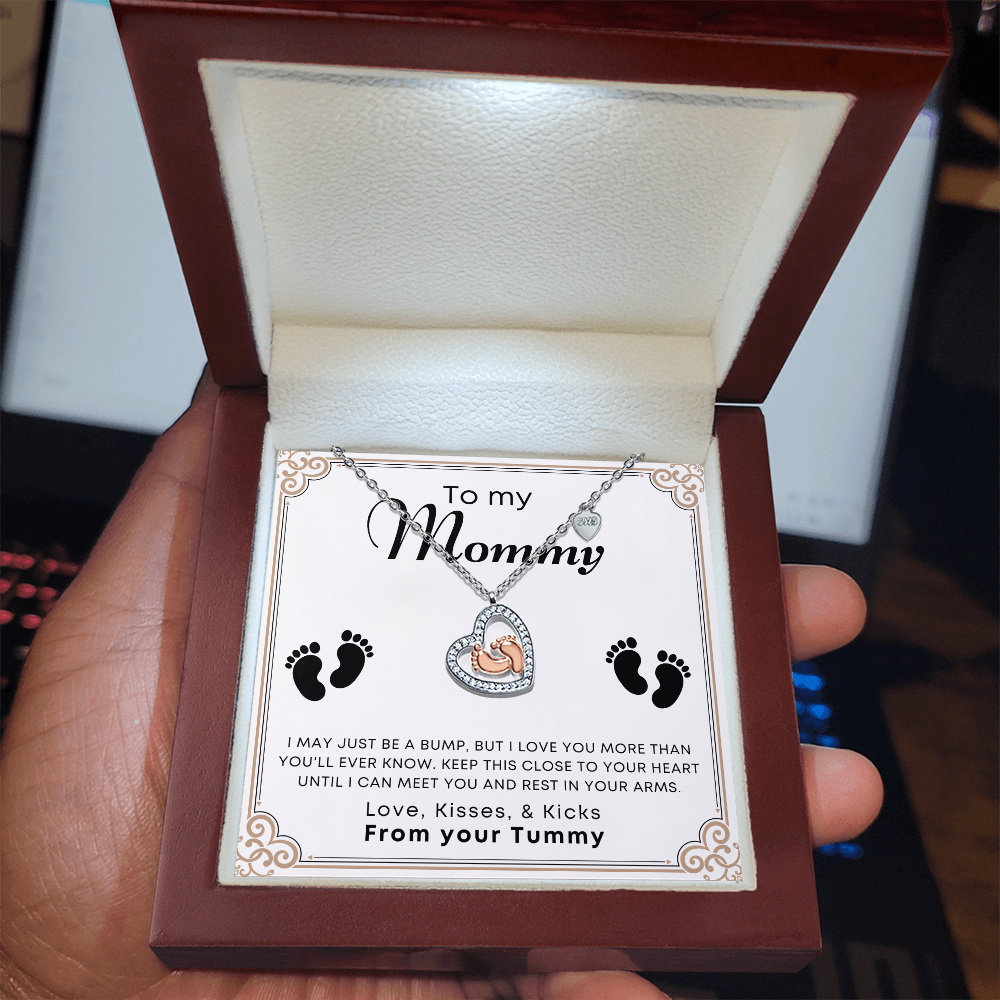 To my
Mommy
I MAY JUST BE A BUMP, BUT I LOVE YOU MORE THAN
YOU'LL EVER KNOW. KEEP THIS CLOSE TO YOUR HEART
UNTIL I CAN MEET YOU AND REST IN YOUR ARMS.
Love, Kisses, & Kicks
From your Tummy